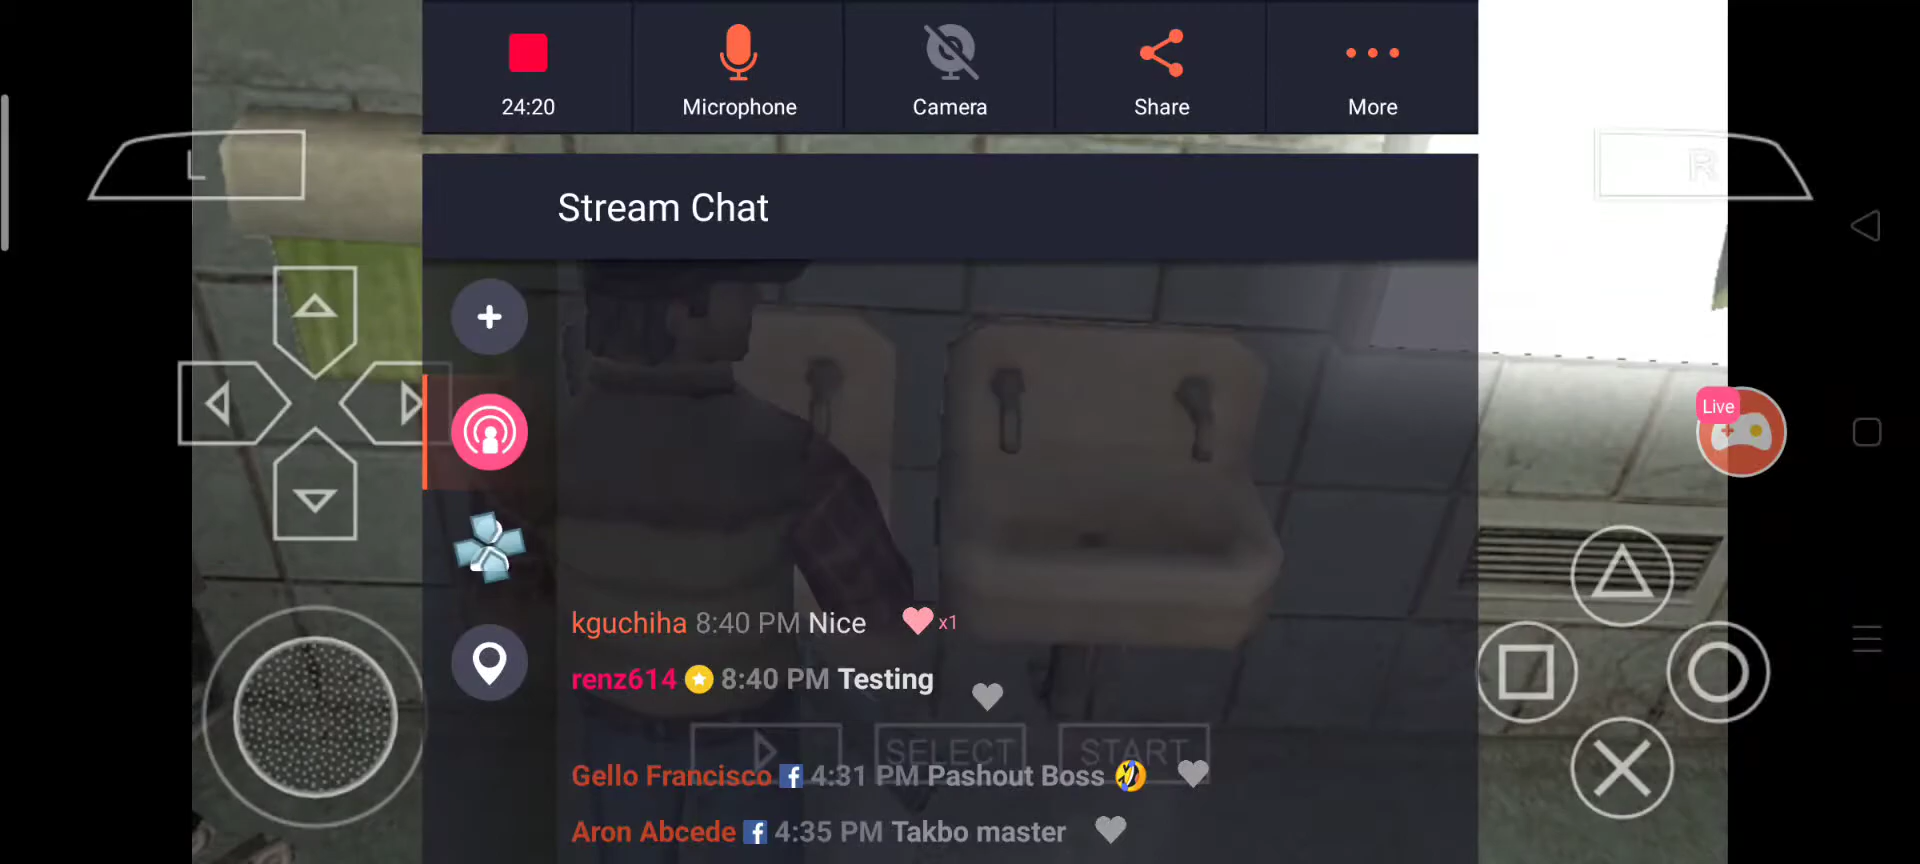 24:20
Microphone
Camera
Share
More
L
R
Stream Chat
Live
kguchiha 8:40 PM Nice x1
renz614 8:40 PM Testing
SELECT
START
Gello Francisco f 4:31 PM Pashout Boss 🤣
Aron Abcede f 4:35 PM Takbo master